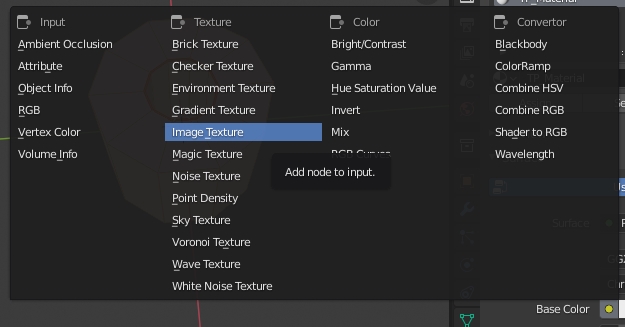 Input
Ambient Occlusion
Attribute
Object Info
RGB
Vertex Color
Volume Info
Texture
Brick Texture
Checker Texture
Environment Texture
Gradient Texture
Image Texture
Magic Texture
Noise Texture
Point Density
Sky Texture
Voronoi Texture
Wave Texture
White Noise Texture
Color
Bright/Contrast
Gamma
Hue Saturation Value
Invert
Mix
RGB Curves
Add node to input.
Convertor
Blackbody
ColorRamp
Combine HSV
Combine RGB
Shader to RGB
Wavelength
TP_Material
Surface
Base Color